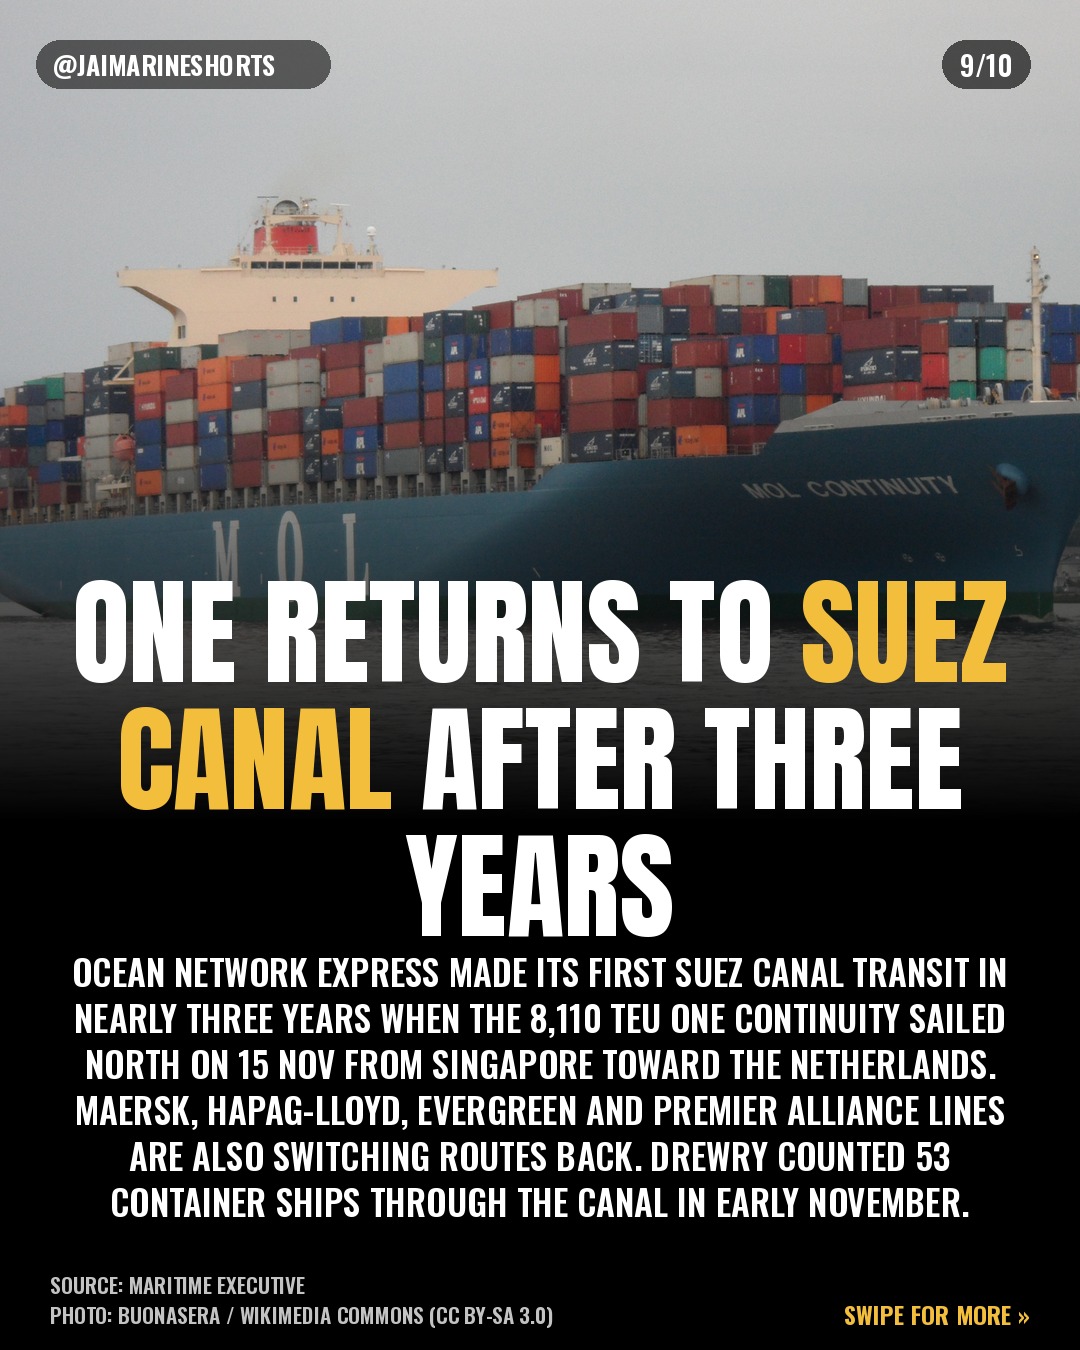 @JAIMARINESHORTS
9/10
MOL CONTINUITY
MOL
ONE RETURNS TO SUEZ
CANAL AFTER THREE
YEARS
OCEAN NETWORK EXPRESS MADE ITS FIRST SUEZ CANAL TRANSIT IN
NEARLY THREE YEARS WHEN THE 8,110 TEU ONE CONTINUITY SAILED
NORTH ON 15 NOV FROM SINGAPORE TOWARD THE NETHERLANDS.
MAERSK, HAPAG-LLOYD, EVERGREEN AND PREMIER ALLIANCE LINES
ARE ALSO SWITCHING ROUTES BACK. DREWRY COUNTED 53
CONTAINER SHIPS THROUGH THE CANAL IN EARLY NOVEMBER.
SOURCE: MARITIME EXECUTIVE
PHOTO: BUONASERA / WIKIMEDIA COMMONS (CC BY-SA 3.0)
SWIPE FOR MORE »